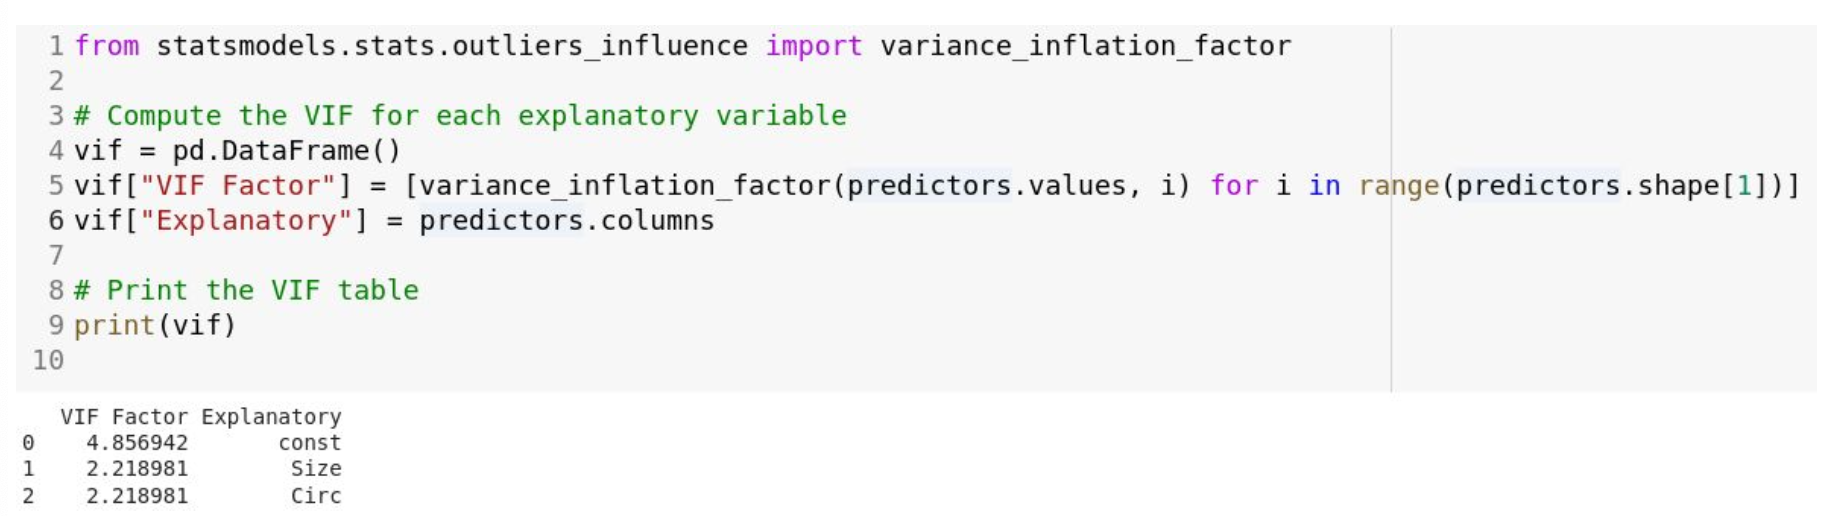 1 from statsmodels.stats.outliers_influence import variance_inflation_factor
2
3 # Compute the VIF for each explanatory variable
4 vif = pd.DataFrame()
5 vif["VIF Factor"] = [variance_inflation_factor(predictors.values, i) for i in range(predictors.shape[1])]
6 vif["Explanatory"] = predictors.columns
7
8 # Print the VIF table
9 print(vif)
10
VIF Factor Explanatory
0 4.856942 const
1 2.218981 Size
2 2.218981 Circ